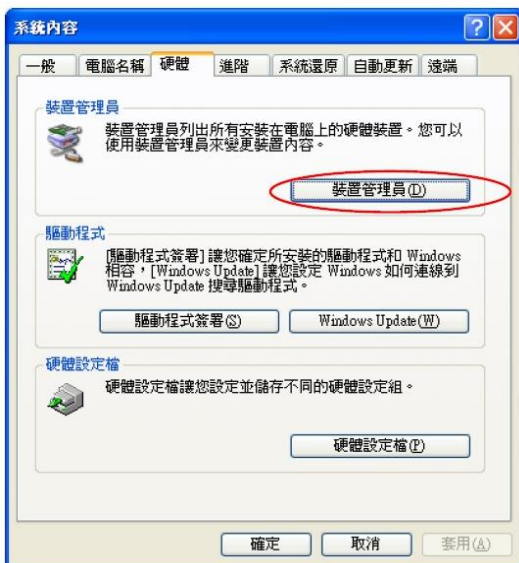 系統內容
一般 電腦名稱 硬體 進階 系統還原 自動更新 遠端
裝置管理員
裝置管理員列出所有安裝在電腦上的硬體裝置。您可以
使用裝置管理員來變更裝置內容。
裝置管理員(D)
驅動程式
[驅動程式簽署] 讓您確定所安裝的驅動程式和 Windows
相容，[Windows Update] 讓您設定 Windows 如何連線到
Windows Update 搜尋驅動程式。
驅動程式簽署(S) Windows Update(W)
硬體設定檔
硬體設定檔讓您設定並儲存不同的硬體設定組。
硬體設定檔(P)
確定 取消 套用(A)